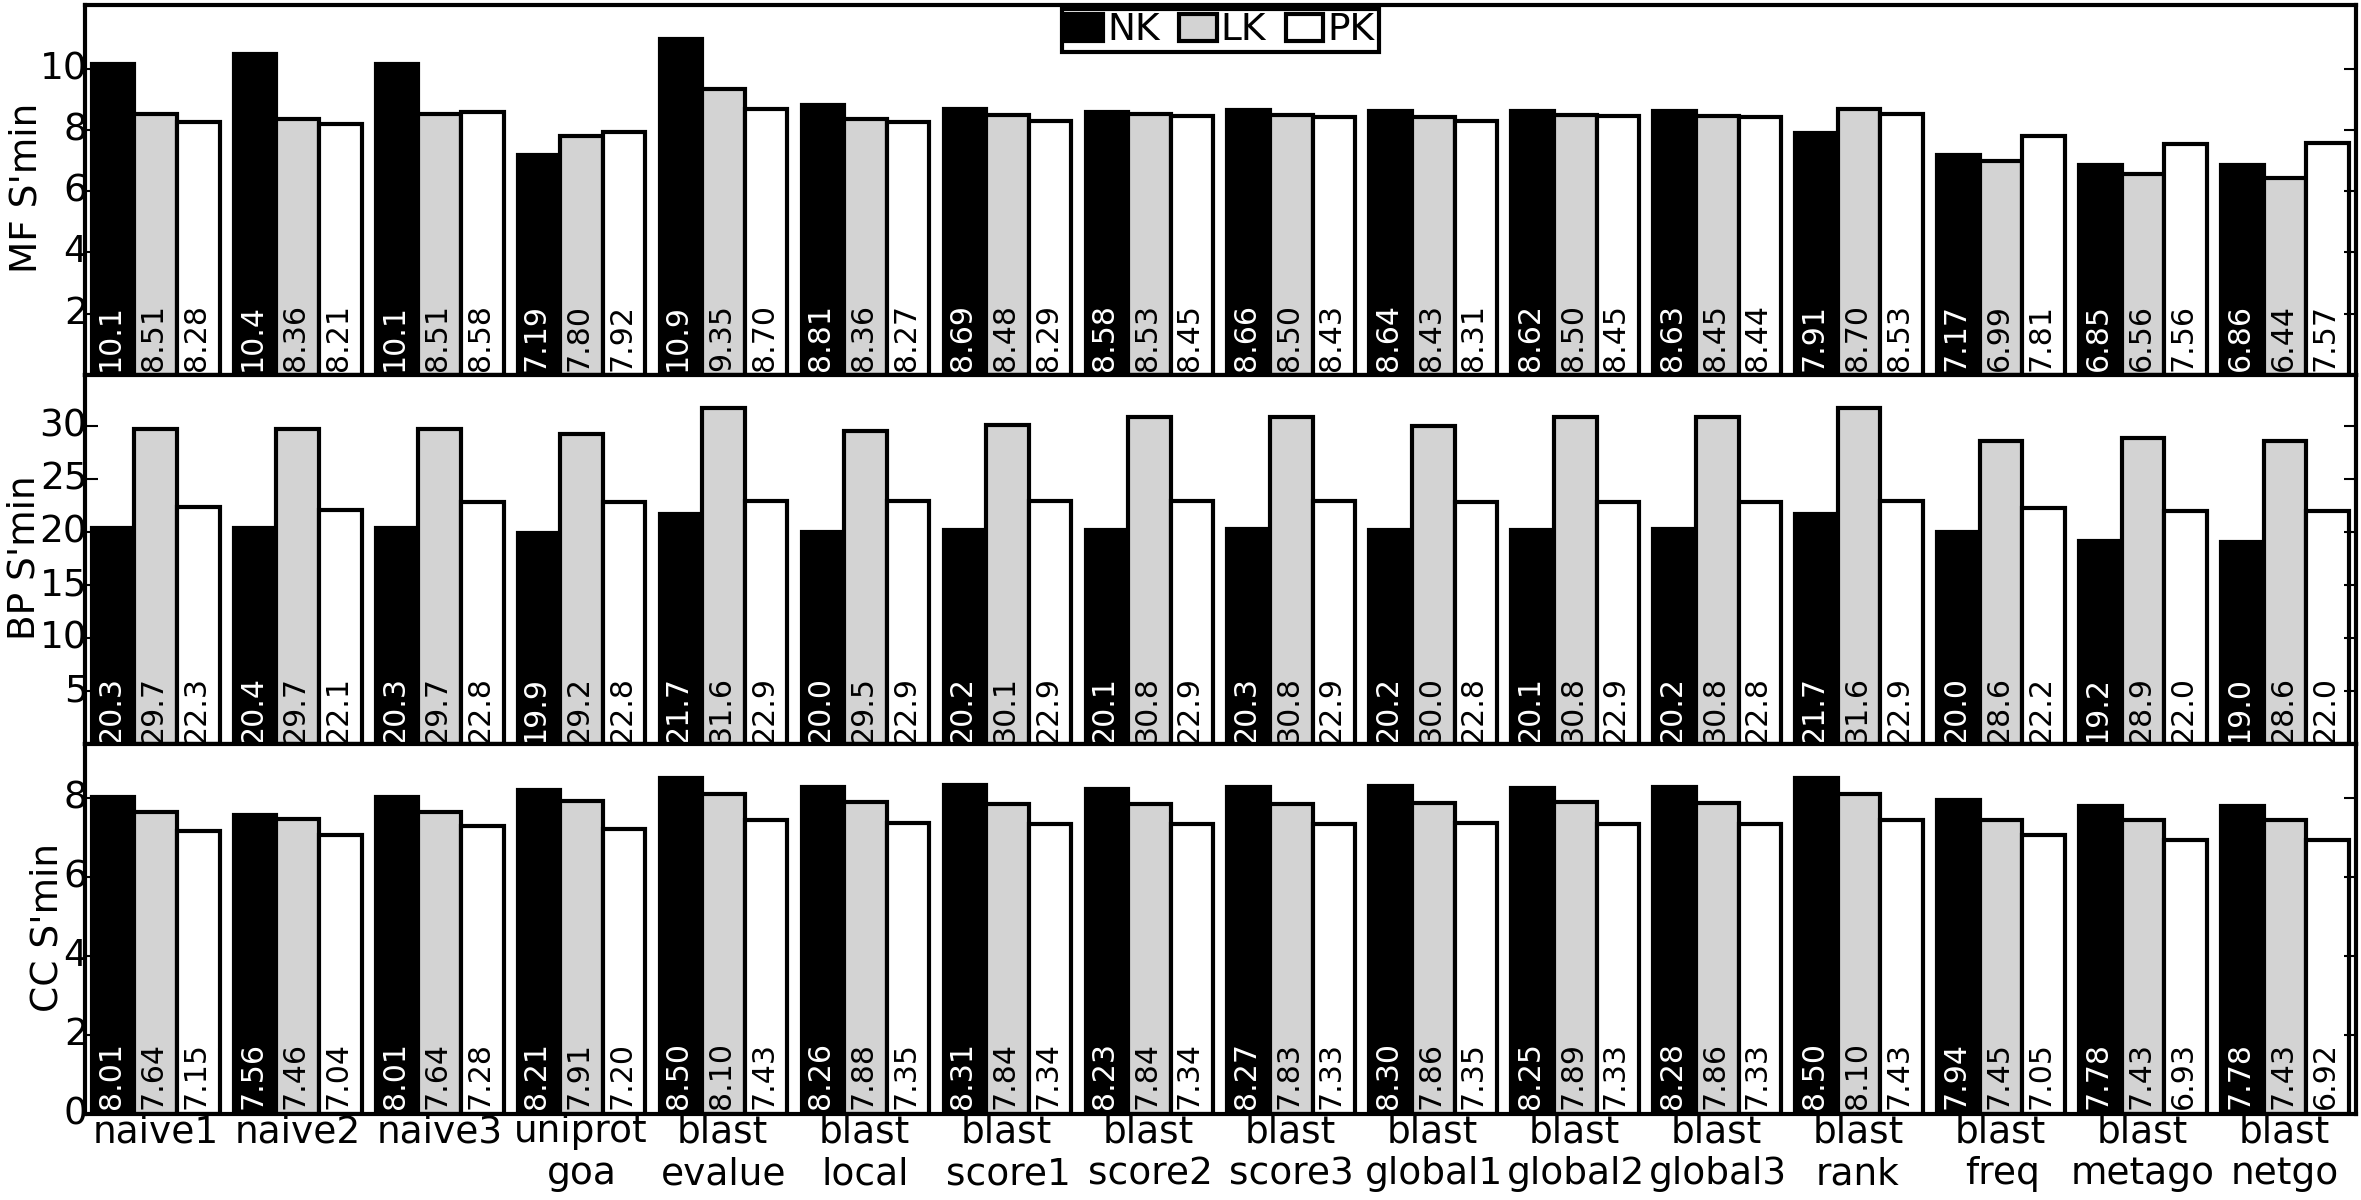 NK LK PK
MF S'min
10
8
6
4
2
10.1 8.51 8.28 10.4 8.36 8.21 10.1 8.51 8.58 7.19 7.80 7.92 10.9 9.35 8.70 8.81 8.36 8.27 8.69 8.48 8.29 8.58 8.53 8.45 8.66 8.50 8.43 8.64 8.43 8.31 8.62 8.50 8.45 8.63 8.45 8.44 7.91 8.70 8.53 7.17 6.99 7.81 6.85 6.56 7.56 6.86 6.44 7.57
BP S'min
30
25
20
15
10
5
20.3 29.7 22.3 20.4 29.7 22.1 20.3 29.7 22.8 19.9 29.2 22.8 21.7 31.6 22.9 20.0 29.5 22.9 20.2 30.1 22.9 20.1 30.8 22.9 20.3 30.8 22.9 20.2 30.0 22.8 20.1 30.8 22.9 20.2 30.8 22.8 21.7 31.6 22.9 20.0 28.6 22.2 19.2 28.9 22.0 19.0 28.6 22.0
CC S'min
8
6
4
2
0
8.01 7.64 7.15 7.56 7.46 7.04 8.01 7.64 7.28 8.21 7.91 7.20 8.50 8.10 7.43 8.26 7.88 7.35 8.31 7.84 7.34 8.23 7.84 7.34 8.27 7.83 7.33 8.30 7.86 7.35 8.25 7.89 7.33 8.28 7.86 7.33 8.50 8.10 7.43 7.94 7.45 7.05 7.78 7.43 6.93 7.78 7.43 6.92
naive1 naive2 naive3 uniprot blast blast blast blast blast blast blast blast blast blast blast blast
goa evalue local score1 score2 score3 global1 global2 global3 rank freq metago netgo